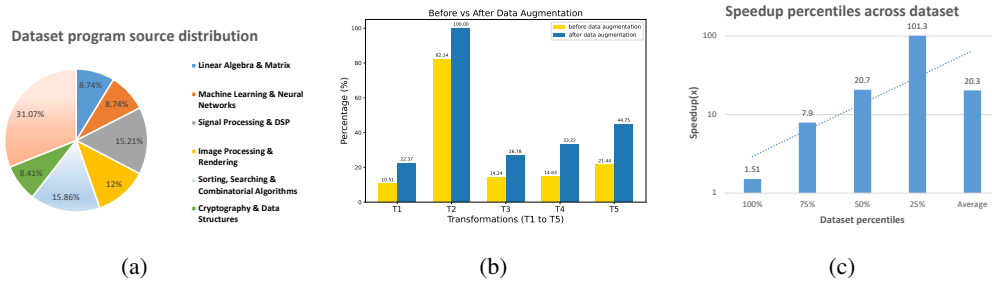 Dataset program source distribution
8.74%
8.74%
15.21%
12%
15.86%
8.41%
31.07%
Linear Algebra & Matrix
Machine Learning & Neural
Networks
Signal Processing & DSP
Image Processing &
Rendering
Sorting, Searching &
Combinatorial Algorithms
Cryptography & Data
Structures
(a)
Before vs After Data Augmentation
before data augmentation
after data augmentation
Percentage (%)
100
80
60
40
20
0
10.51
22.37
82.14
100.00
14.24
26.78
14.63
33.22
21.44
44.75
T1
T2
T3
T4
T5
Transformations (T1 to T5)
(b)
Speedup percentiles across dataset
Speedup(x)
100
10
1
1.51
7.9
20.7
101.3
20.3
100%
75%
50%
25%
Average
Dataset percentiles
(c)